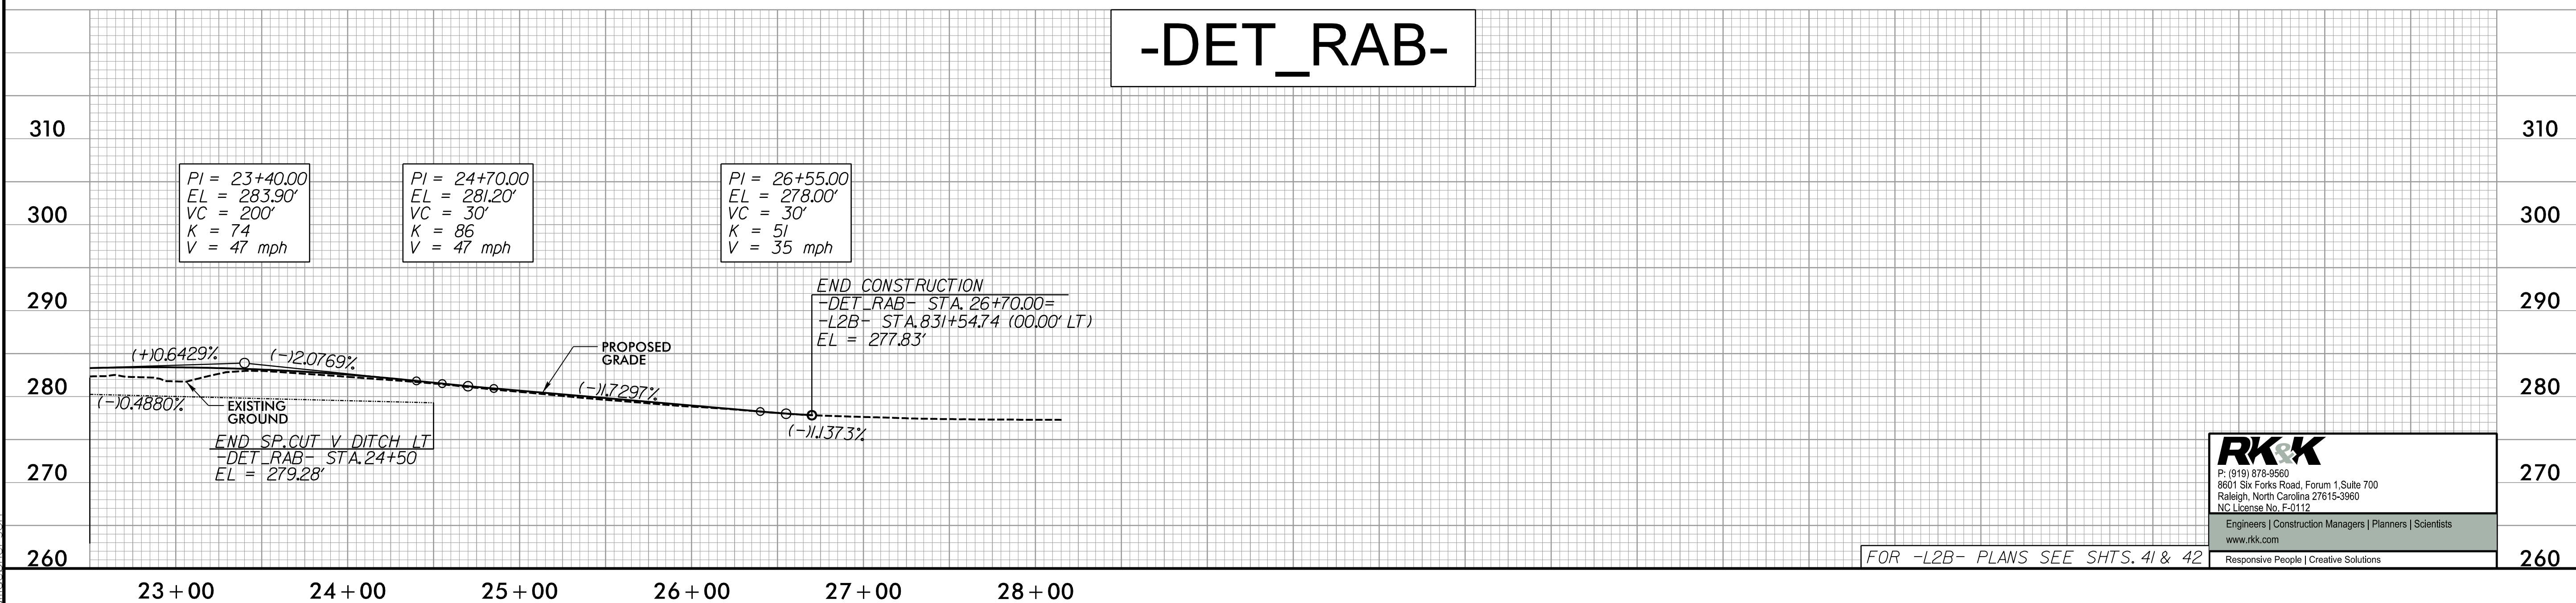 -DET_RAB-
310
310
PI = 23+40.00
EL = 283.90'
VC = 200'
K = 74
V = 47 mph
PI = 24+70.00
EL = 281.20'
VC = 30'
K = 86
V = 47 mph
PI = 26+55.00
EL = 278.00'
VC = 30'
K = 51
V = 35 mph
300
300
END CONSTRUCTION
-DET_RAB- STA. 26+70.00=
-L2B- STA.831+54.74 (00.00' LT)
EL = 277.83'
290
290
(+)0.6429%
(-)2.0769%
PROPOSED
GRADE
280
280
(-)1.7297%
(-)0.4880%
EXISTING
GROUND
(-)1.1373%
END SP.CUT V DITCH LT
-DET_RAB- STA.24+50
EL = 279.28'
270
270
RK&K
P: (919) 878-9560
8601 Six Forks Road, Forum 1,Suite 700
Raleigh, North Carolina 27615-3960
NC License No. F-0112
Engineers | Construction Managers | Planners | Scientists
www.rkk.com
Responsive People | Creative Solutions
FOR -L2B- PLANS SEE SHTS. 41 & 42
260
260
23+00
24+00
25+00
26+00
27+00
28+00